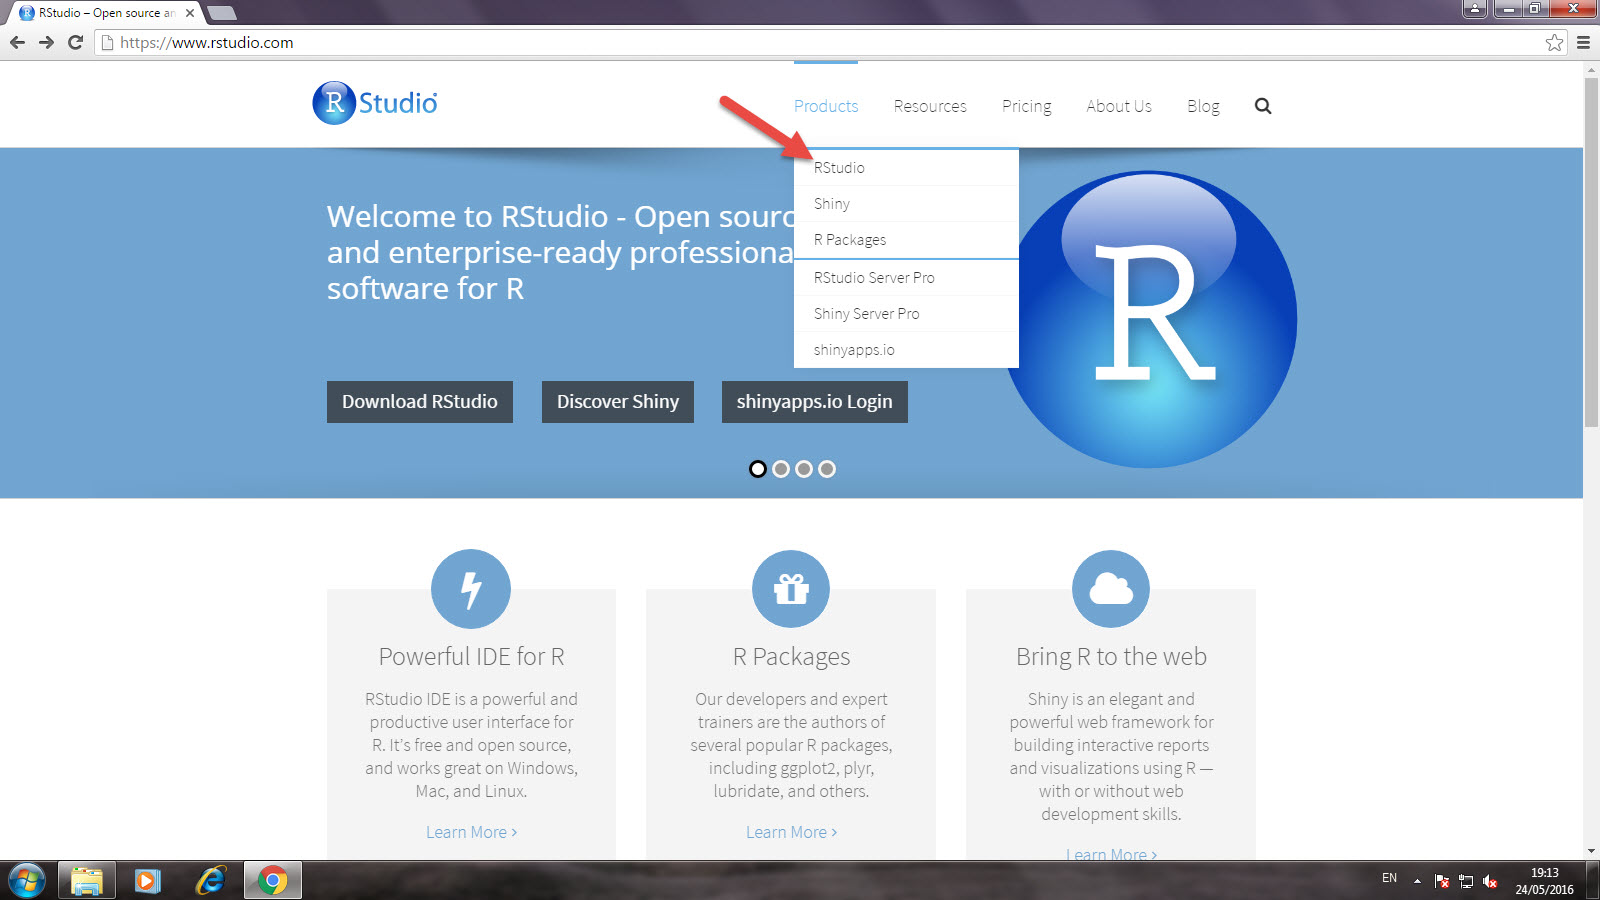 RStudio – Open source an
https://www.rstudio.com
R Studio
Products Resources Pricing About Us Blog
RStudio
Shiny
R Packages
RStudio Server Pro
Shiny Server Pro
shinyapps.io
Welcome to RStudio - Open sourc
and enterprise-ready professiona
software for R
R
Download RStudio Discover Shiny shinyapps.io Login
Powerful IDE for R
RStudio IDE is a powerful and
productive user interface for
R. It’s free and open source,
and works great on Windows,
Mac, and Linux.
Learn More ›
R Packages
Our developers and expert
trainers are the authors of
several popular R packages,
including ggplot2, plyr,
lubridate, and others.
Learn More ›
Bring R to the web
Shiny is an elegant and
powerful web framework for
building interactive reports
and visualizations using R —
with or without web
development skills.
Learn More ›
EN
19:13
24/05/2016